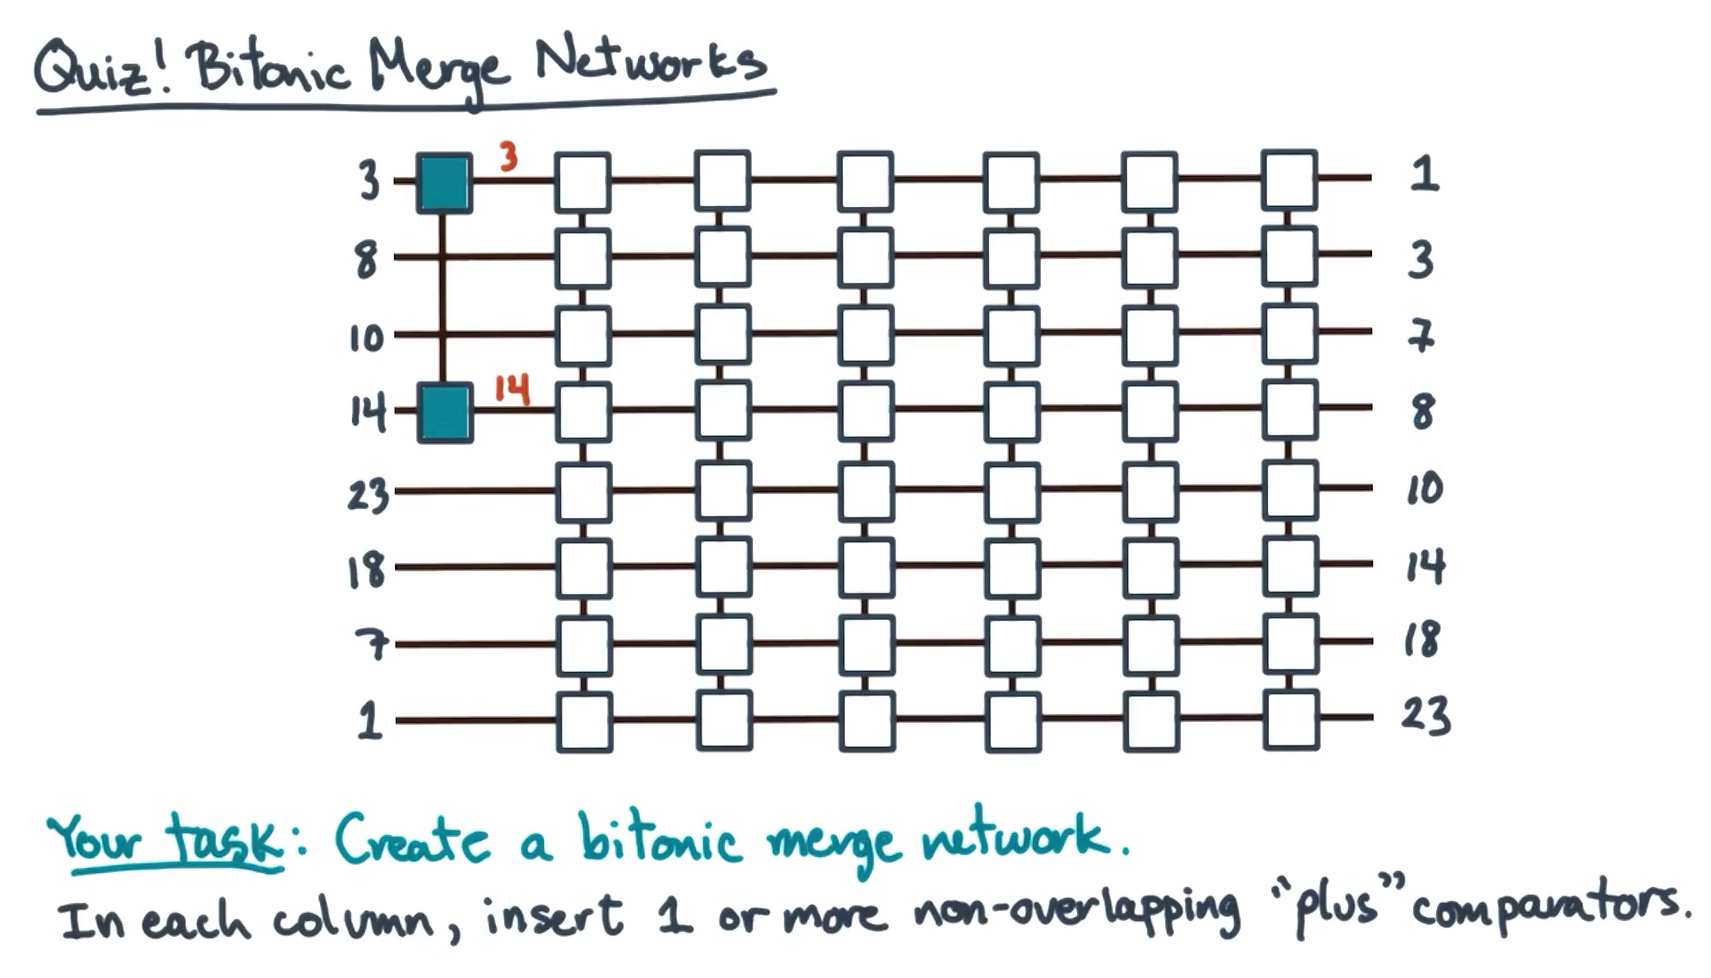 Quiz! Bitonic Merge Networks
3 3 1
8 3
10 7
14 14 8
23 10
18 14
7 18
1 23
Your task: Create a bitonic merge network.
In each column, insert 1 or more non-overlapping "plus" comparators.